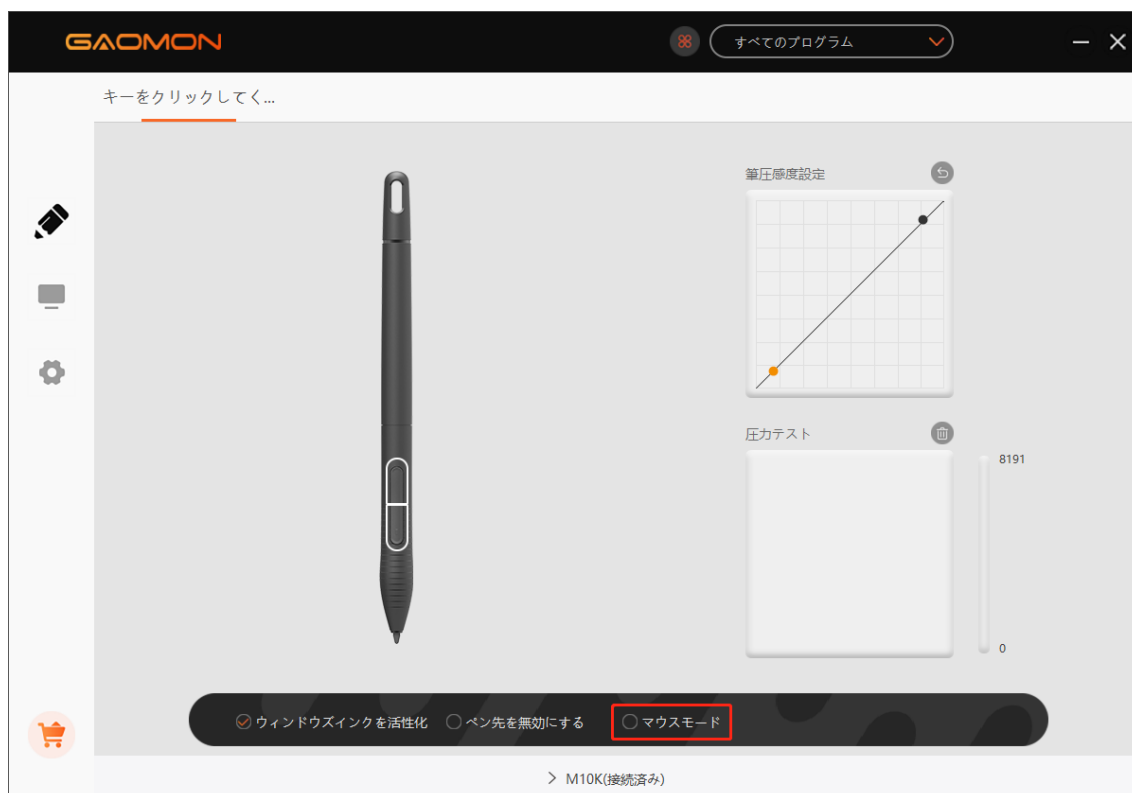 GAOMON
すべてのプログラム
キーをクリックしてく...
筆圧感度設定
圧力テスト
8191
0
ウィンドウズインクを活性化
ペン先を無効にする
マウスモード
M10K(接続済み)